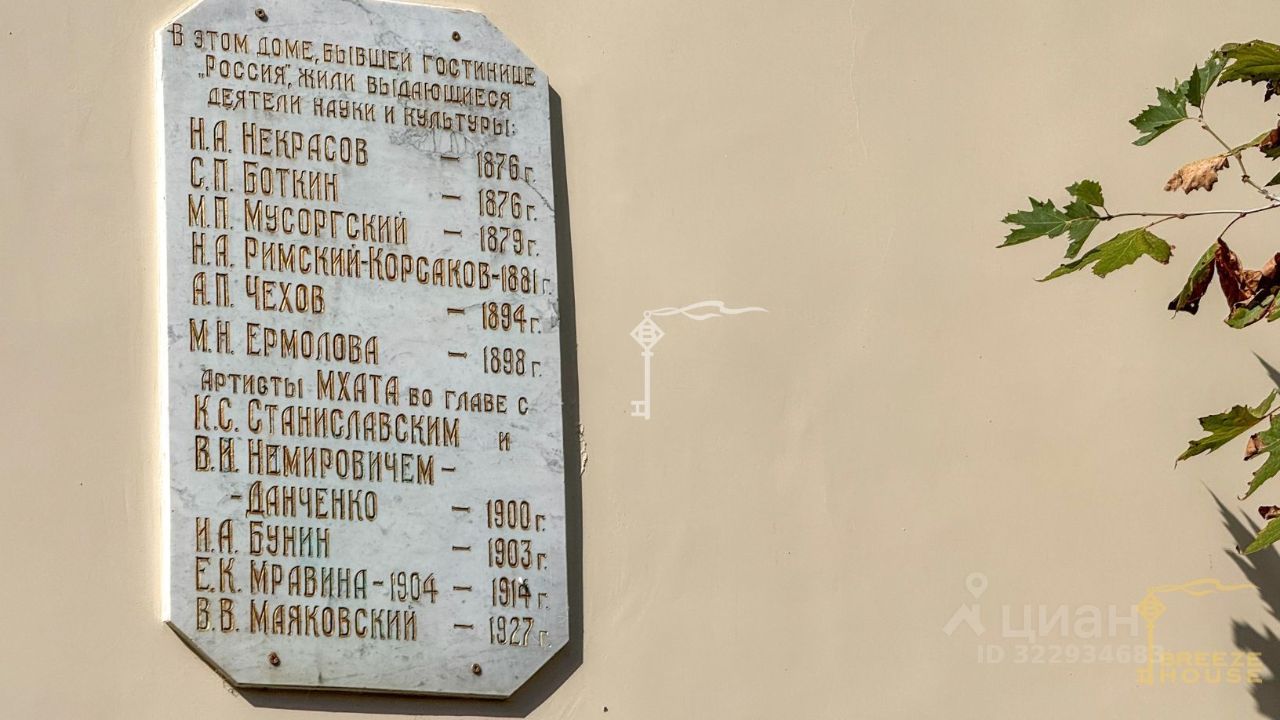 В ЭТОМ ДОМЕ, БЫВШЕЙ ГОСТИНИЦЕ
„РОССИЯ", ЖИЛИ ВЫДАЮЩИЕСЯ
ДЕЯТЕЛИ НАУКИ И КУЛЬТУРЫ:
Н.А. НЕКРАСОВ – 1876 г.
С.П. БОТКИН – 1876 г.
М.П. МУСОРГСКИЙ – 1879 г.
Н.А. РИМСКИЙ-КОРСАКОВ-1881 г.
А.П. ЧЕХОВ – 1894 г.
М.Н. ЕРМОЛОВА – 1898 г.
АРТИСТЫ МХАТА ВО ГЛАВЕ С
К.С. СТАНИСЛАВСКИМ И
В.И. НЕМИРОВИЧЕМ-
-ДАНЧЕНКО – 1900 г.
И.А. БУНИН – 1903 г.
Е.К. МРАВИНА – 1904 – 1914 г.
В.В. МАЯКОВСКИЙ – 1927 г.
циан
ID 322934683
BREEZE
HOUSE